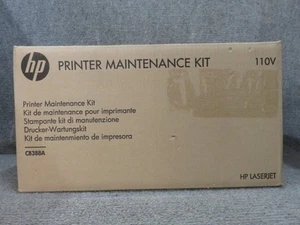 hp PRINTER MAINTENANCE KIT 110V
Printer Maintenance Kit
Kit de maintenance pour imprimante
Stampante kit di manutenzione
Drucker-Wartungskit
Kit de maintenmiento de impresora
CB388A
HP LASERJET